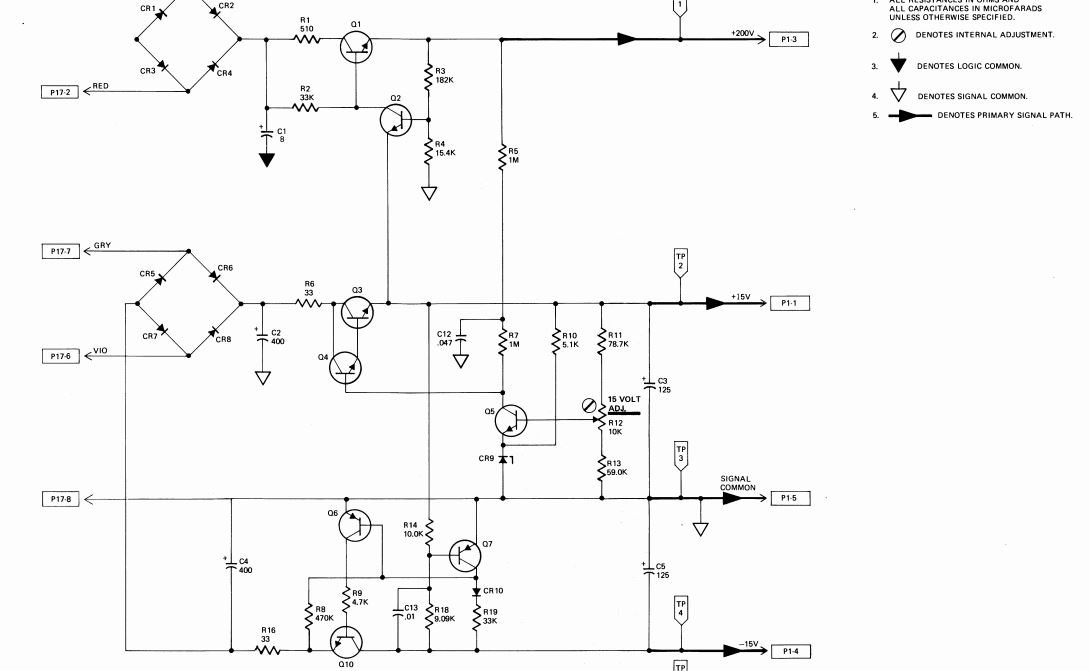 1. ALL RESISTANCES IN OHMS AND
ALL CAPACITANCES IN MICROFARADS
UNLESS OTHERWISE SPECIFIED.
2. DENOTES INTERNAL ADJUSTMENT.
3. DENOTES LOGIC COMMON.
4. DENOTES SIGNAL COMMON.
5. DENOTES PRIMARY SIGNAL PATH.
CR1
CR2
CR3
CR4
P17-2
RED
R1
510
Q1
R2
33K
Q2
+
C1
8
R3
182K
R4
15.4K
R5
1M
1
+200V
P1-3
P17-7
GRY
CR5
CR6
CR7
CR8
P17-6
VIO
R6
33
Q3
+
C2
400
Q4
C12
.047
R7
1M
R10
5.1K
R11
78.7K
TP
2
+15V
P1-1
+
C3
125
15 VOLT
ADJ.
R12
10K
Q5
CR9
R13
59.0K
TP
3
SIGNAL
COMMON
P1-5
P17-8
Q6
R14
10.0K
Q7
+
C4
400
+
C5
125
CR10
R9
4.7K
R8
470K
C13
.01
R18
9.09K
R19
33K
TP
4
R16
33
Q10
-15V
P1-4
TP